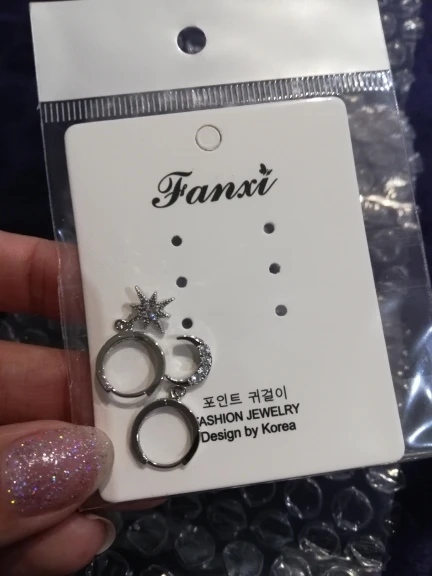 Fanxi
포인트 귀걸이
FASHION JEWELRY
Design by Korea